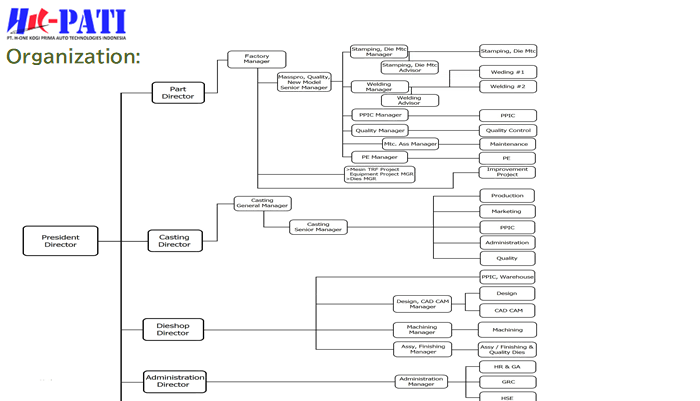 H1K-PATI
PT. H-ONE KOGI PRIMA AUTO TECHNOLOGIES INDONESIA
Organization:
President
Director
Part
Director
Factory
Manager
Masspro, Quality,
New Model
Senior Manager
Stamping, Die Mtc
Manager
Stamping, Die Mtc
Advisor
Stamping, Die Mtc
Welding
Manager
Welding
Advisor
Weding #1
Welding #2
PPIC Manager
PPIC
Quality Manager
Quality Control
Mtc. Ass Manager
Maintenance
PE Manager
PE
>Mesin TRP Project
Equipment Project MGR
>Dies MGR
Improvement
Project
Casting
Director
Casting
General Manager
Casting
Senior Manager
Production
Marketing
PPIC
Administration
Quality
Dieshop
Director
PPIC, Warehouse
Design, CAD CAM
Manager
Design
CAD CAM
Machining
Manager
Machining
Assy, Finishing
Manager
Assy / Finishing &
Quality Dies
Administration
Director
Administration
Manager
HR & GA
GRC
HSE